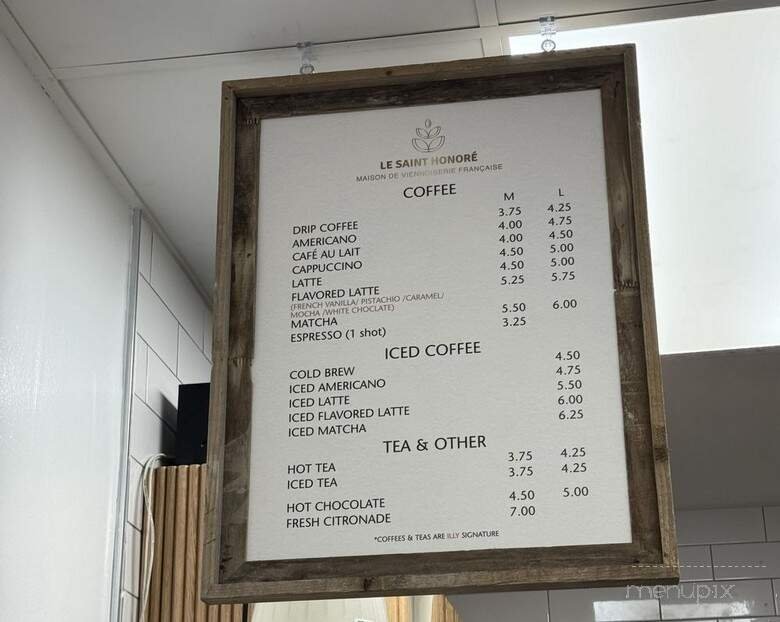 LE SAINT HONORÉ
MAISON DE VIENNOISERIE FRANÇAISE
COFFEE
M L
DRIP COFFEE 3.75 4.25
AMERICANO 4.00 4.75
CAFÉ AU LAIT 4.00 4.50
CAPPUCCINO 4.50 5.00
LATTE 4.50 5.00
FLAVORED LATTE 5.25 5.75
(FRENCH VANILLA/ PISTACHIO /CARAMEL/
MOCHA /WHITE CHOCLATE)
MATCHA 5.50 6.00
ESPRESSO (1 shot) 3.25
ICED COFFEE
COLD BREW 4.50
ICED AMERICANO 4.75
ICED LATTE 5.50
ICED FLAVORED LATTE 6.00
ICED MATCHA 6.25
TEA & OTHER
HOT TEA 3.75 4.25
ICED TEA 3.75 4.25
HOT CHOCOLATE 4.50 5.00
FRESH CITRONADE 7.00
*COFFEES & TEAS ARE ILLY SIGNATURE
menupix